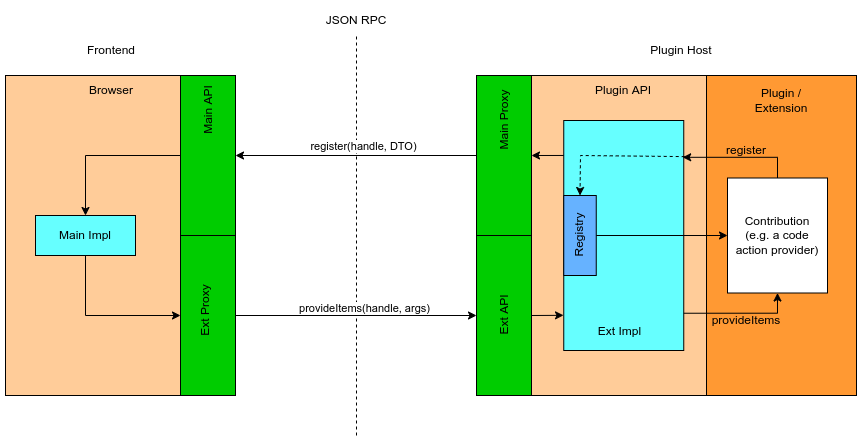 JSON RPC
Frontend
Plugin Host
Browser
Main API
Main Proxy
Plugin API
Plugin /
Extension
register(handle, DTO)
register
Main Impl
Registry
Contribution
(e.g. a code
action provider)
Ext Proxy
provideItems(handle, args)
Ext API
Ext Impl
provideItems